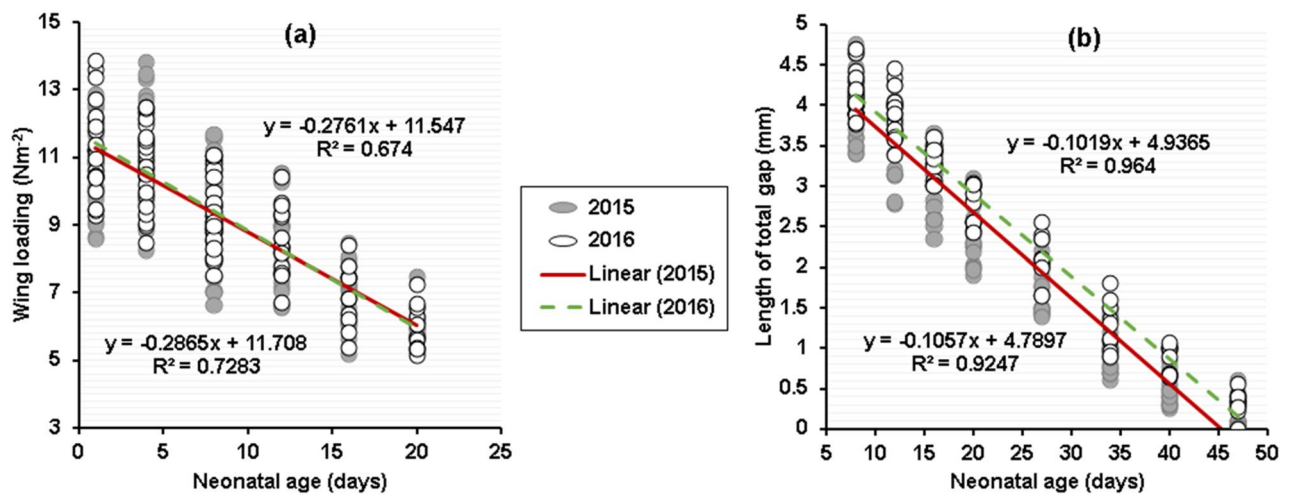 (a)
Wing loading (Nm⁻²)
15
13
11
9
7
5
3
y = -0.2761x + 11.547
R² = 0.674
y = -0.2865x + 11.708
R² = 0.7283
0 5 10 15 20 25
Neonatal age (days)
2015
2016
Linear (2015)
Linear (2016)
(b)
Length of total gap (mm)
5
4.5
4
3.5
3
2.5
2
1.5
1
0.5
0
y = -0.1019x + 4.9365
R² = 0.964
y = -0.1057x + 4.7897
R² = 0.9247
5 10 15 20 25 30 35 40 45 50
Neonatal age (days)